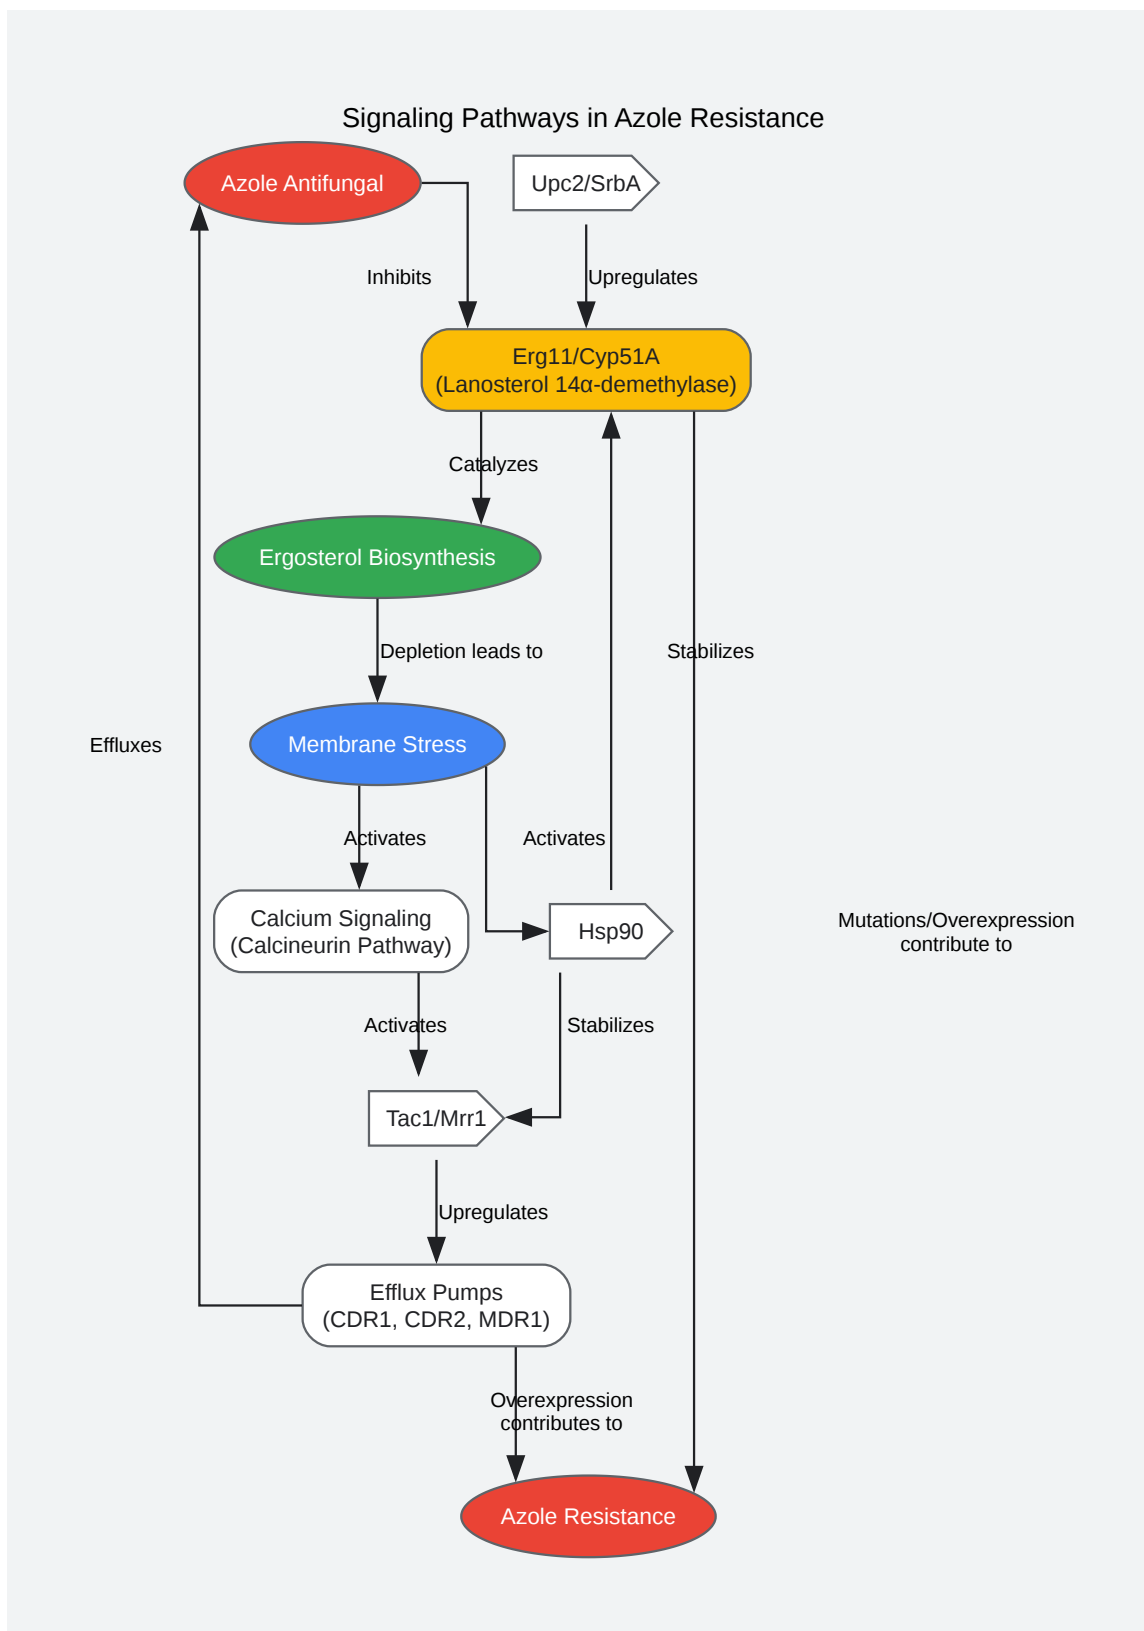 Signaling Pathways in Azole Resistance
Azole Antifungal
Upc2/SrbA
Inhibits
Upregulates
Erg11/Cyp51A
(Lanosterol 14α-demethylase)
Catalyzes
Ergosterol Biosynthesis
Depletion leads to
Stabilizes
Effluxes
Membrane Stress
Activates
Activates
Calcium Signaling
(Calcineurin Pathway)
Hsp90
Mutations/Overexpression
contribute to
Activates
Stabilizes
Tac1/Mrr1
Upregulates
Efflux Pumps
(CDR1, CDR2, MDR1)
Overexpression
contributes to
Azole Resistance